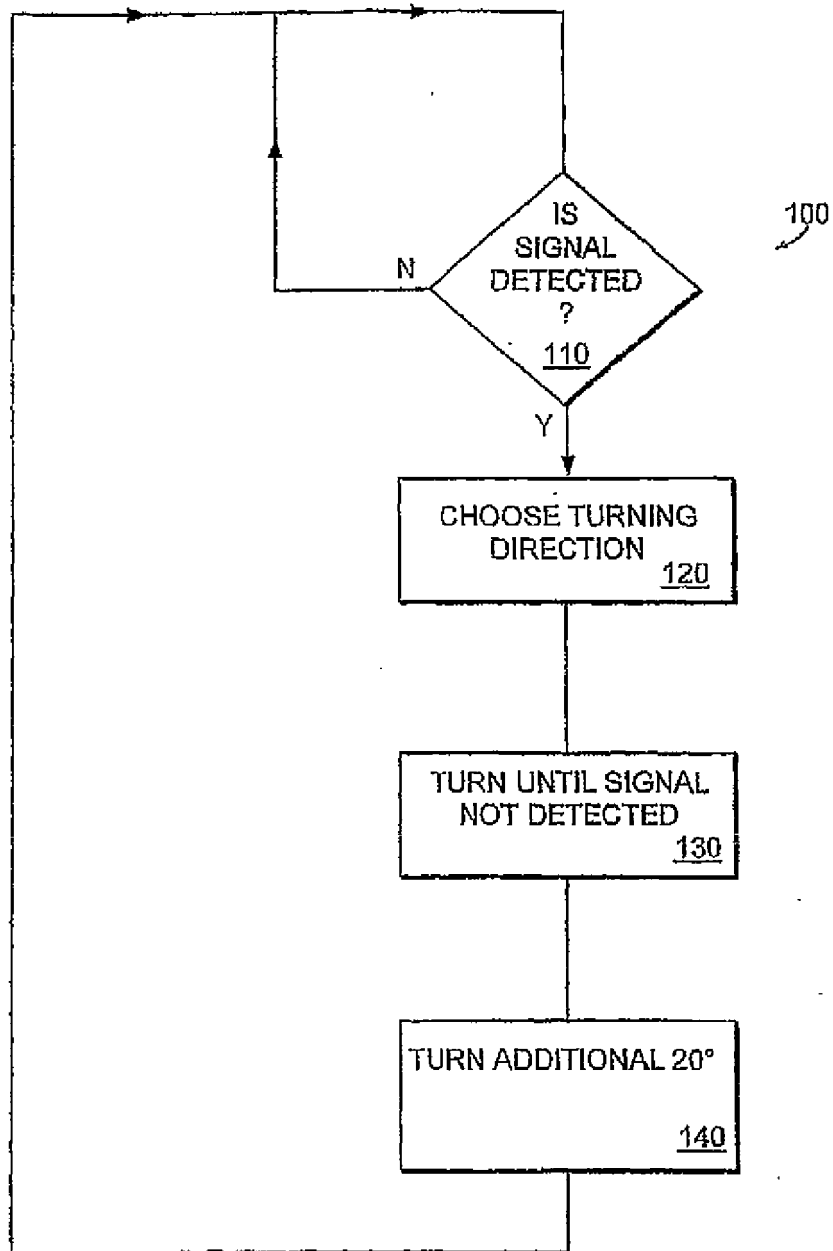 100
IS
SIGNAL
DETECTED
?
110
N
Y
CHOOSE TURNING
DIRECTION
120
TURN UNTIL SIGNAL
NOT DETECTED
130
TURN ADDITIONAL 20°
140